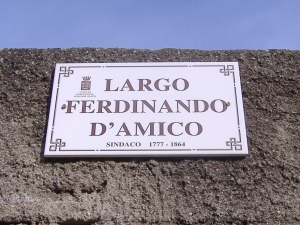 LARGO
FERDINANDO
D'AMICO
SINDACO 1777 - 1864